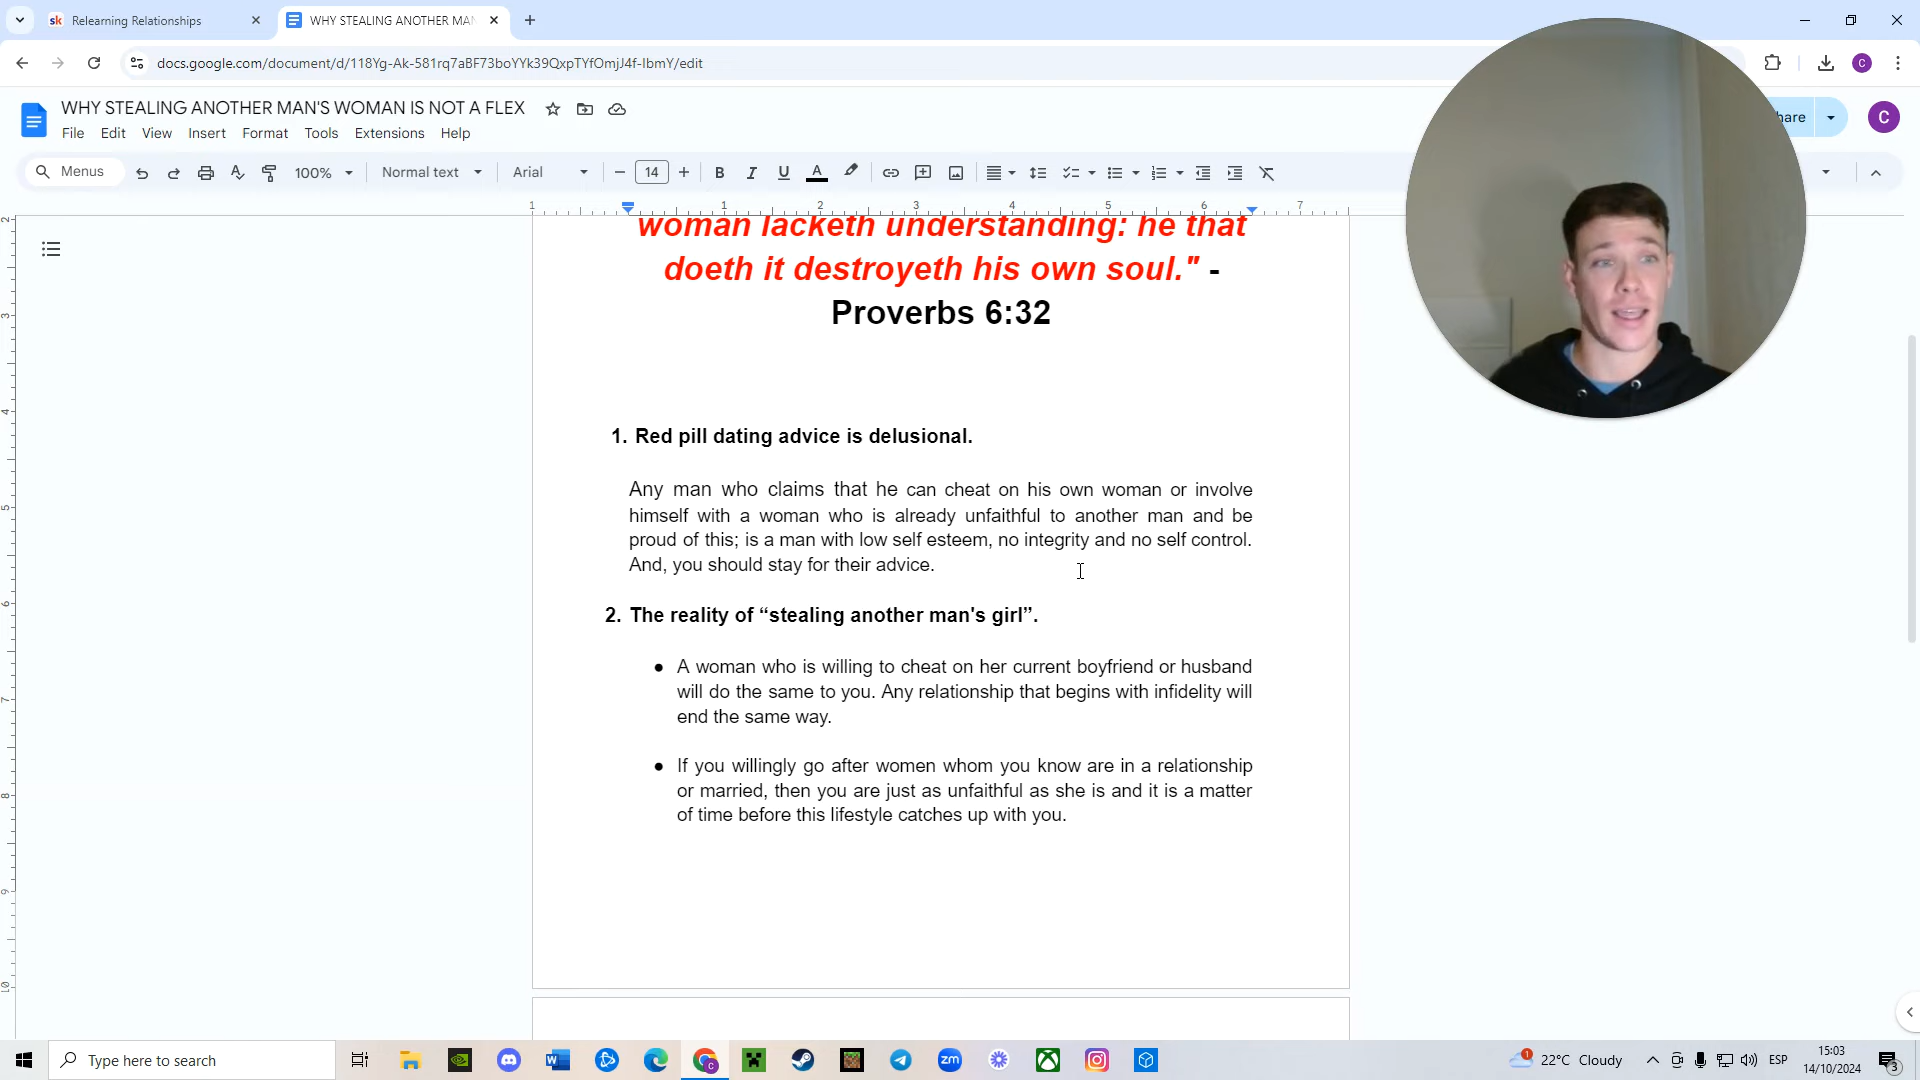 Relearning Relationships
WHY STEALING ANOTHER MAN
docs.google.com/document/d/118Yg-Ak-581rq7aBF73boYYk39QxpTYfOmjJ4f-IbmY/edit
WHY STEALING ANOTHER MAN'S WOMAN IS NOT A FLEX
File Edit View Insert Format Tools Extensions Help
hare
C
Menus 100% Normal text Arial 14
woman lacketh understanding: he that
doeth it destroyeth his own soul." -
Proverbs 6:32
1. Red pill dating advice is delusional.
Any man who claims that he can cheat on his own woman or involve
himself with a woman who is already unfaithful to another man and be
proud of this; is a man with low self esteem, no integrity and no self control.
And, you should stay for their advice.
2. The reality of “stealing another man's girl”.
● A woman who is willing to cheat on her current boyfriend or husband
will do the same to you. Any relationship that begins with infidelity will
end the same way.
● If you willingly go after women whom you know are in a relationship
or married, then you are just as unfaithful as she is and it is a matter
of time before this lifestyle catches up with you.
Type here to search
22°C Cloudy
ESP
15:03
14/10/2024